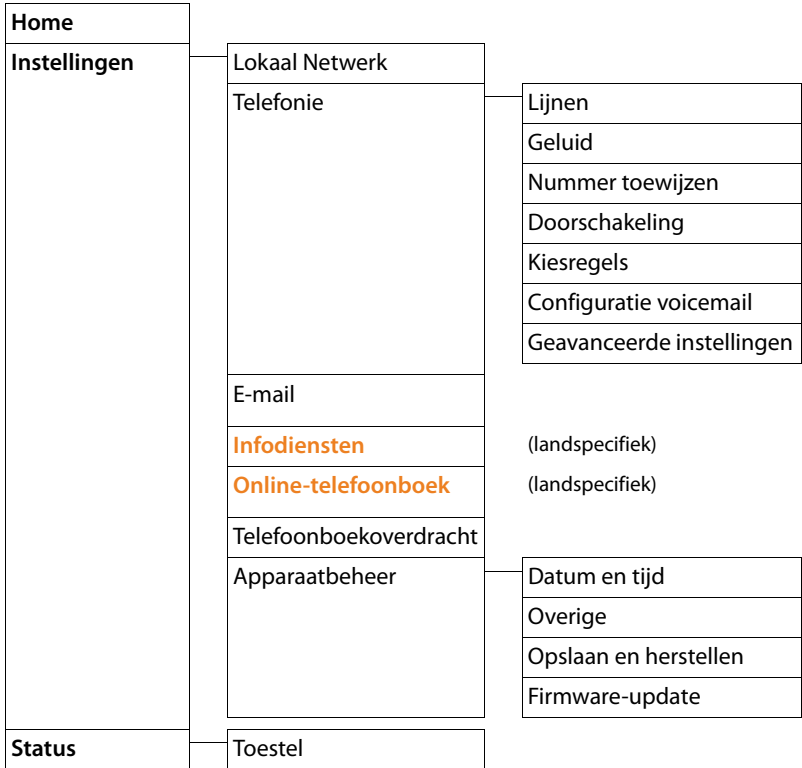 Home
Instellingen
Lokaal Netwerk
Telefonie
Lijnen
Geluid
Nummer toewijzen
Doorschakeling
Kiesregels
Configuratie voicemail
Geavanceerde instellingen
E-mail
Infodiensten
(landspecifiek)
Online-telefoonboek
(landspecifiek)
Telefoonboekoverdracht
Apparaatbeheer
Datum en tijd
Overige
Opslaan en herstellen
Firmware-update
Status
Toestel